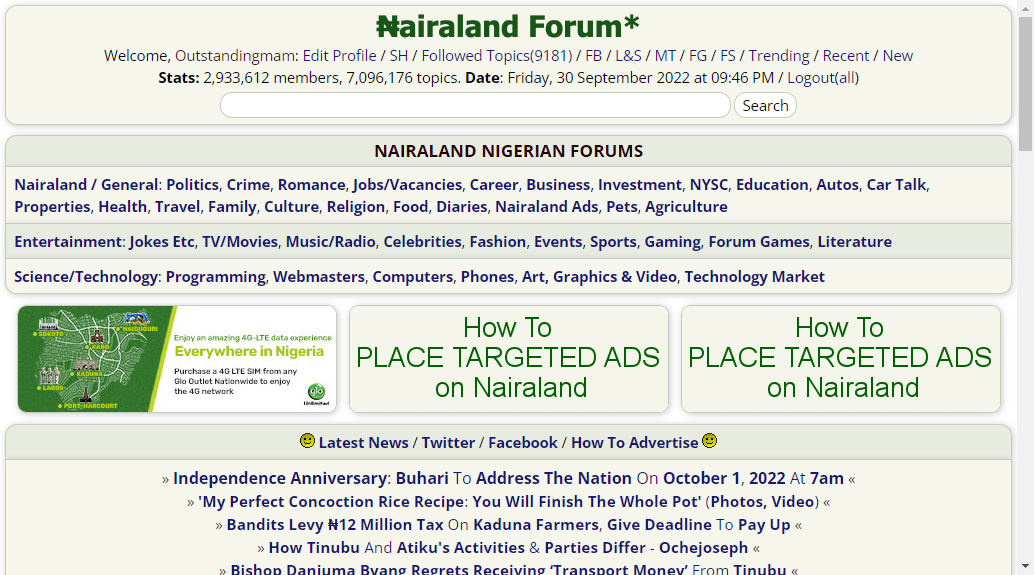 ₦airaland Forum*
Welcome, Outstandingmam: Edit Profile / SH / Followed Topics(9181) / FB / L&S / MT / FG / FS / Trending / Recent / New
Stats: 2,933,612 members, 7,096,176 topics. Date: Friday, 30 September 2022 at 09:46 PM / Logout(all)
Search
NAIRALAND NIGERIAN FORUMS
Nairaland / General: Politics, Crime, Romance, Jobs/Vacancies, Career, Business, Investment, NYSC, Education, Autos, Car Talk,
Properties, Health, Travel, Family, Culture, Religion, Food, Diaries, Nairaland Ads, Pets, Agriculture
Entertainment: Jokes Etc, TV/Movies, Music/Radio, Celebrities, Fashion, Events, Sports, Gaming, Forum Games, Literature
Science/Technology: Programming, Webmasters, Computers, Phones, Art, Graphics & Video, Technology Market
SOKOTO
MAIDUGURI
KANO
KADUNA
LAGOS
PORT-HARCOURT
Enjoy an amazing 4G-LTE data experience
Everywhere in Nigeria
Purchase a 4G LTE SIM from any
Glo Outlet Nationwide to enjoy
the 4G network
glo
Unlimited
How To
PLACE TARGETED ADS
on Nairaland
How To
PLACE TARGETED ADS
on Nairaland
Latest News / Twitter / Facebook / How To Advertise
» Independence Anniversary: Buhari To Address The Nation On October 1, 2022 At 7am «
» 'My Perfect Concoction Rice Recipe: You Will Finish The Whole Pot' (Photos, Video) «
» Bandits Levy ₦12 Million Tax On Kaduna Farmers, Give Deadline To Pay Up «
» How Tinubu And Atiku's Activities & Parties Differ - Ochejoseph «
» Bishop Danjuma Byang Regrets Receiving ‘Transport Money’ From Tinubu «